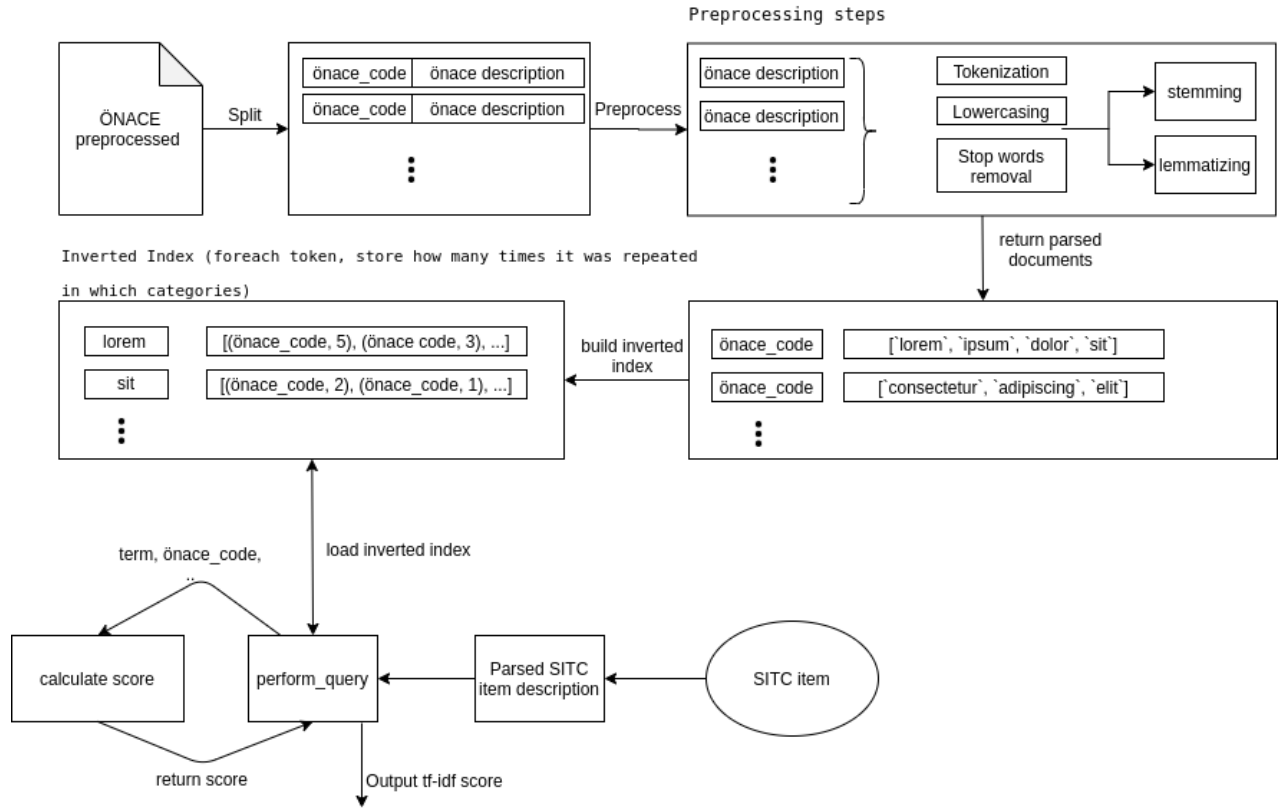 Preprocessing steps
ÖNACE
preprocessed
Split
önace_code
önace description
önace_code
önace description
Preprocess
önace description
önace description
Tokenization
Lowercasing
Stop words
removal
stemming
lemmatizing
return parsed
documents
Inverted Index (foreach token, store how many times it was repeated
in which categories)
lorem
[(önace_code, 5), (önace code, 3), ...]
sit
[(önace_code, 2), (önace_code, 1), ...]
build inverted
index
önace_code
[`lorem`, `ipsum`, `dolor`, `sit`]
önace_code
[`consectetur`, `adipiscing`, `elit`]
load inverted index
term, önace_code,
..
calculate score
perform_query
Parsed SITC
item description
SITC item
return score
Output tf-idf score